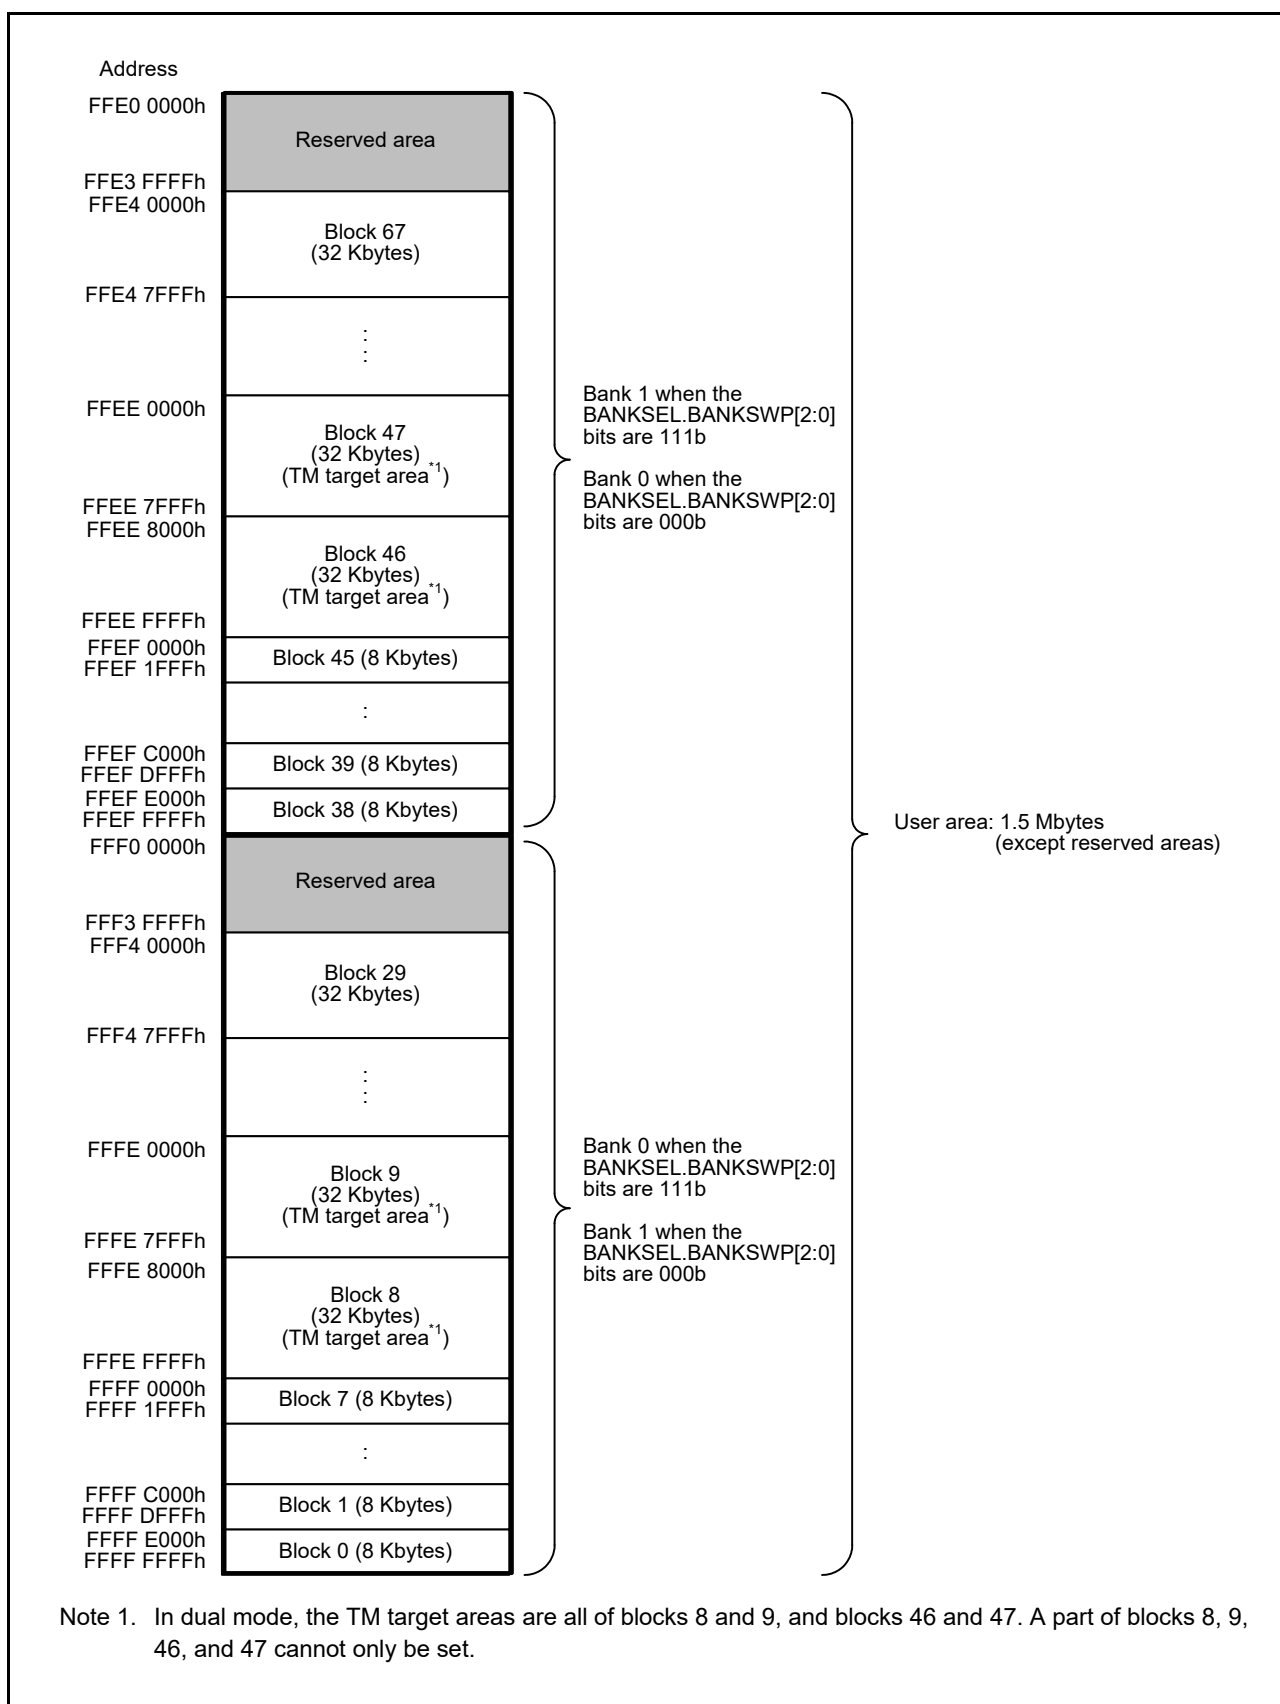 Address
FFE0 0000h
Reserved area
FFE3 FFFFh
FFE4 0000h
Block 67
(32 Kbytes)
FFE4 7FFFh
:
:
FFEE 0000h
Block 47
(32 Kbytes)
(TM target area*1)
FFEE 7FFFh
FFEE 8000h
Block 46
(32 Kbytes)
(TM target area*1)
FFEE FFFFh
FFEF 0000h
FFEF 1FFFh
Block 45 (8 Kbytes)
:
FFEF C000h
FFEF DFFFh
Block 39 (8 Kbytes)
FFEF E000h
FFEF FFFFh
Block 38 (8 Kbytes)
Bank 1 when the
BANKSEL.BANKSWP[2:0]
bits are 111b
Bank 0 when the
BANKSEL.BANKSWP[2:0]
bits are 000b
FFF0 0000h
Reserved area
FFF3 FFFFh
FFF4 0000h
Block 29
(32 Kbytes)
FFF4 7FFFh
:
:
FFFE 0000h
Block 9
(32 Kbytes)
(TM target area*1)
FFFE 7FFFh
FFFE 8000h
Block 8
(32 Kbytes)
(TM target area*1)
FFFE FFFFh
FFFF 0000h
FFFF 1FFFh
Block 7 (8 Kbytes)
:
FFFF C000h
FFFF DFFFh
Block 1 (8 Kbytes)
FFFF E000h
FFFF FFFFh
Block 0 (8 Kbytes)
Bank 0 when the
BANKSEL.BANKSWP[2:0]
bits are 111b
Bank 1 when the
BANKSEL.BANKSWP[2:0]
bits are 000b
User area: 1.5 Mbytes
(except reserved areas)
Note 1. In dual mode, the TM target areas are all of blocks 8 and 9, and blocks 46 and 47. A part of blocks 8, 9,
46, and 47 cannot only be set.